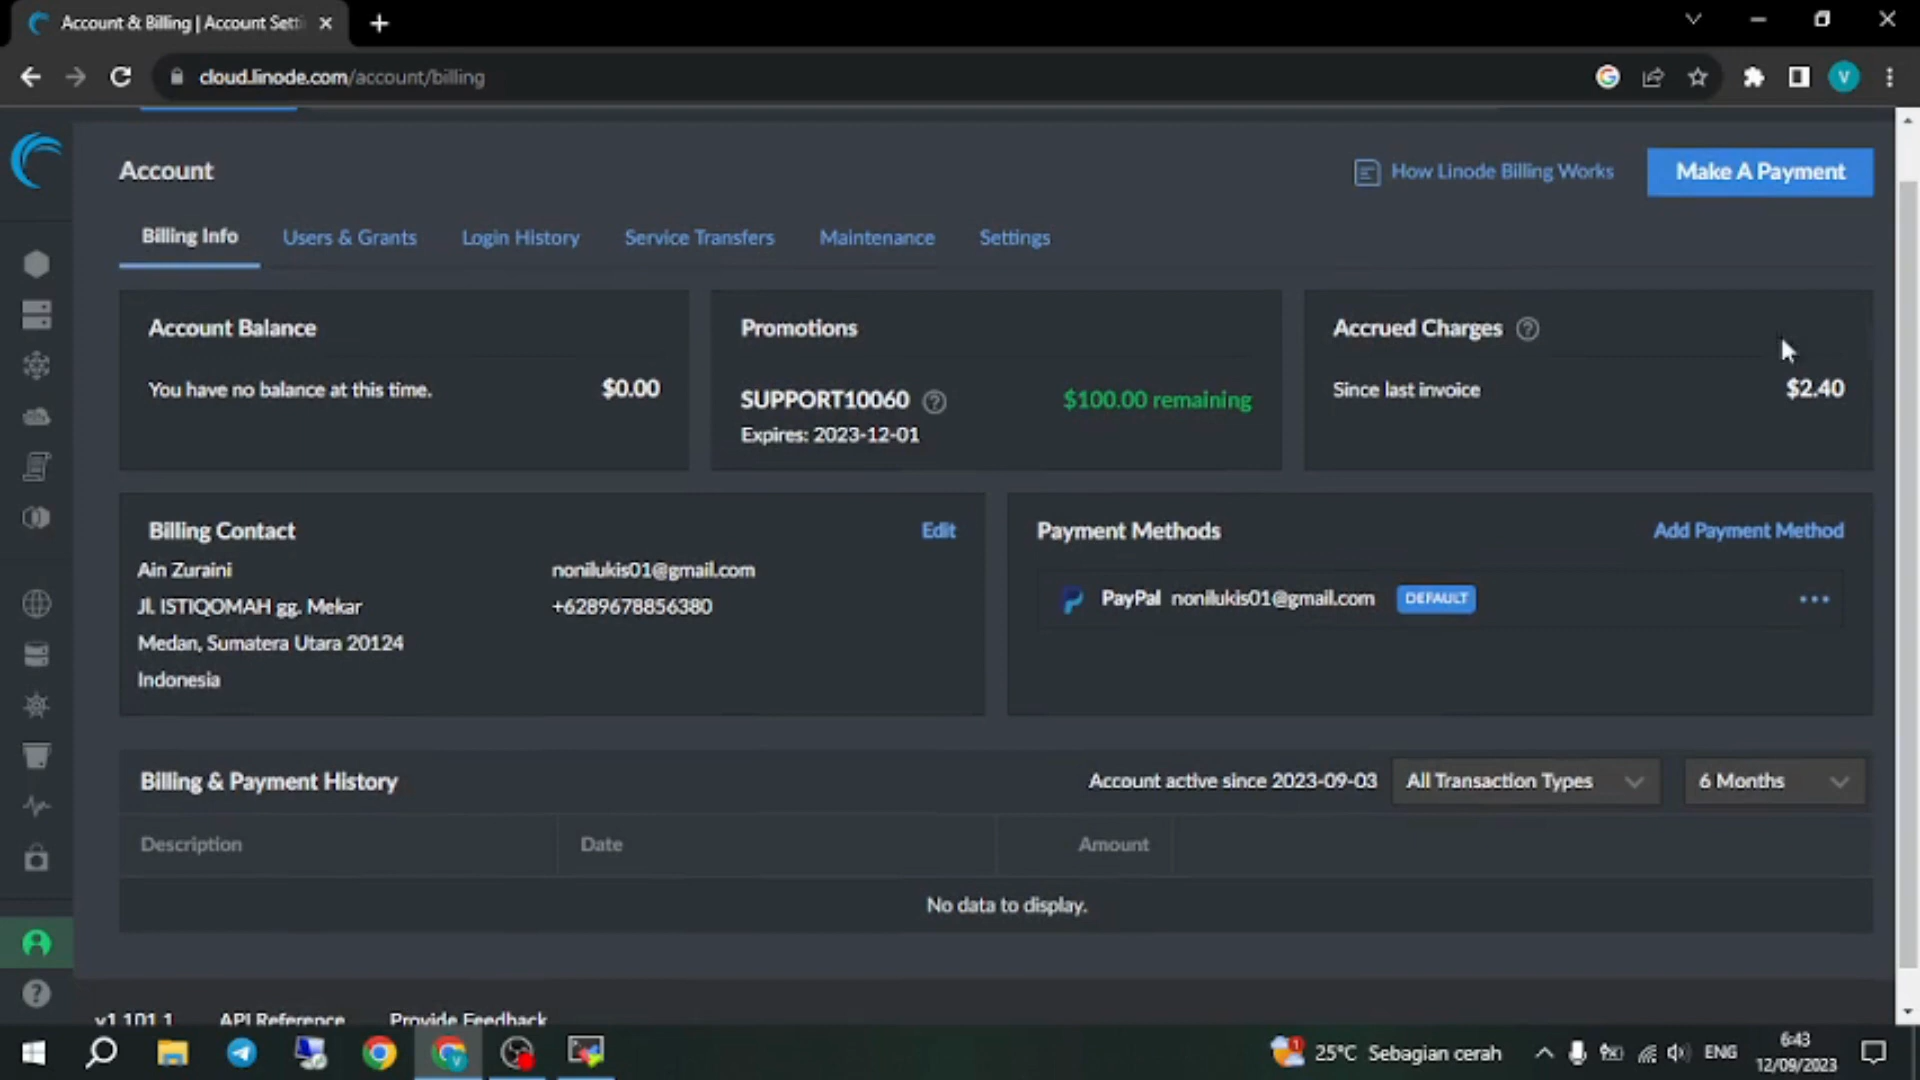 Account & Billing | Account Setti
cloud.linode.com/account/billing
V
Account
How Linode Billing Works
Make A Payment
Billing Info
Users & Grants
Login History
Service Transfers
Maintenance
Settings
Account Balance
You have no balance at this time.
$0.00
Promotions
SUPPORT10060
$100.00 remaining
Expires: 2023-12-01
Accrued Charges
Since last invoice
$2.40
Billing Contact
Edit
Ain Zuraini
Jl. ISTIQOMAH gg. Mekar
Medan, Sumatera Utara 20124
Indonesia
nonilukis01@gmail.com
+6289678856380
Payment Methods
Add Payment Method
PayPal nonilukis01@gmail.com DEFAULT
Billing & Payment History
Account active since 2023-09-03
All Transaction Types
6 Months
Description
Date
Amount
No data to display.
v1.101.1
API Reference
Provide Feedback
1
25°C Sebagian cerah
ENG
6:43
12/09/2023